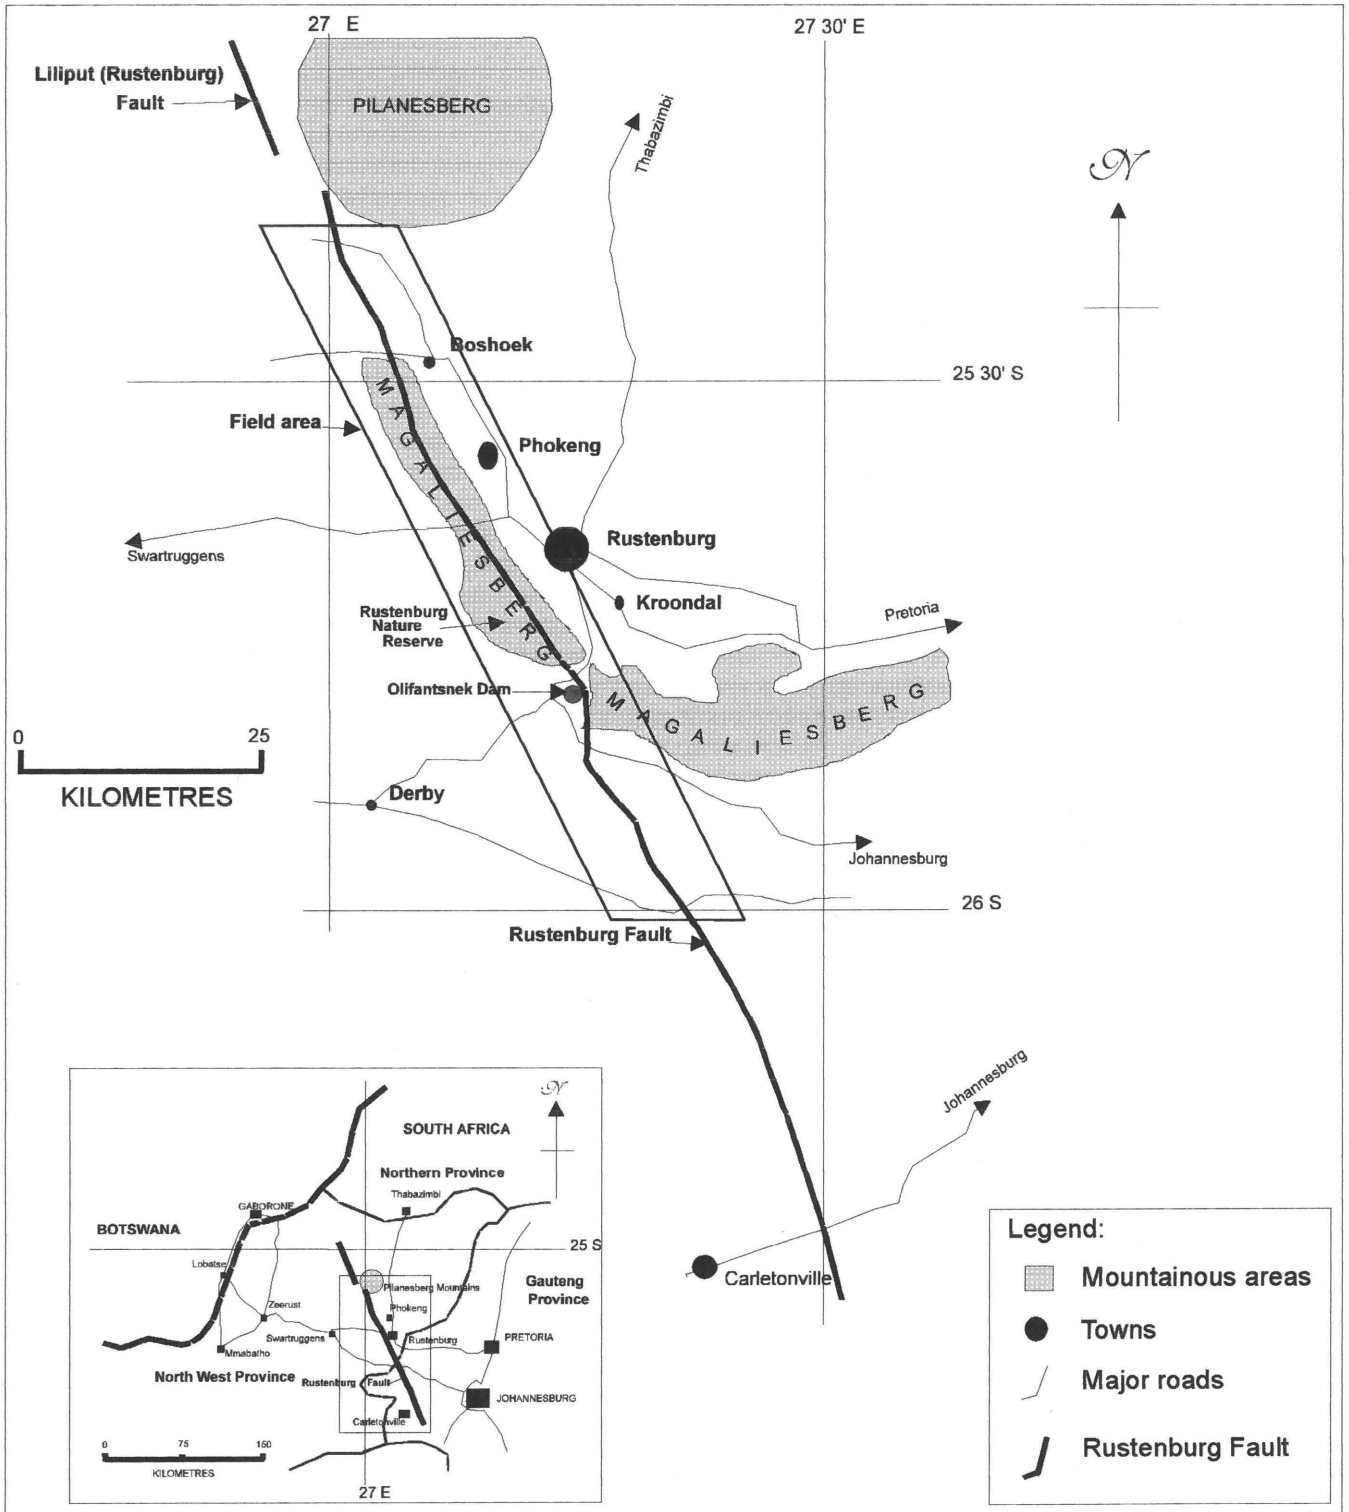 27 E
27 30' E
Liliput (Rustenburg)
Fault
PILANESBERG
Thabazimbi
N
Boshoek
25 30' S
MAGALIESBERG
Field area
Phokeng
Rustenburg
Swartruggens
Kroondal
Rustenburg
Nature
Reserve
Pretoria
Olifantsnek Dam
MAGALIESBERG
0 25
KILOMETRES
Derby
Johannesburg
26 S
Rustenburg Fault
Johannesburg
Carletonville
N
SOUTH AFRICA
Northern Province
Thabazimbi
GABORONE
BOTSWANA
25 S
Lobatse
Pilanesberg Mountains
Gauteng
Province
Zeerust
Phokeng
Swartruggens
Rustenburg
PRETORIA
Mmabatho
North West Province
Rustenburg Fault
JOHANNESBURG
Carletonville
0 75 150
KILOMETRES
27 E
Legend:
Mountainous areas
Towns
Major roads
Rustenburg Fault